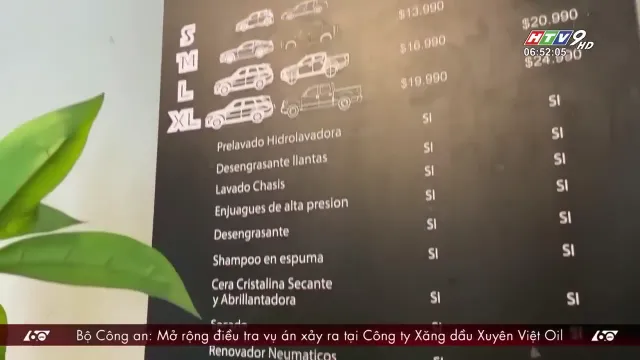 $13.990 $20.990
HTV9 HD
06:52:05
S
M $16.990 $24.990
L $19.990
XL
Prelavado Hidrolavadora SI SI
Desengrasante llantas SI SI
Lavado Chasis SI SI
Enjuagues de alta presion SI SI
Desengrasante SI SI
Shampoo en espuma SI SI
Cera Cristalina Secante
y Abrillantadora SI SI
Secado
60 Bộ Công an: Mở rộng điều tra vụ án xảy ra tại Công ty Xăng dầu Xuyên Việt Oil 60
Renovador Neumaticos SI